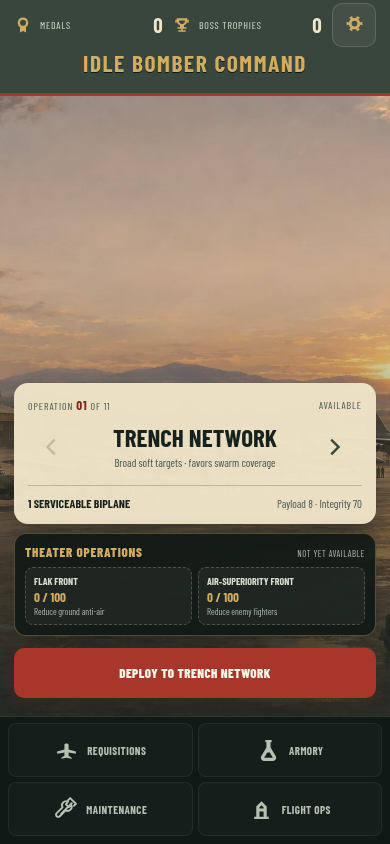 MEDALS 0 BOSS TROPHIES 0
IDLE BOMBER COMMAND
OPERATION 01 OF 11 AVAILABLE
TRENCH NETWORK
Broad soft targets · favors swarm coverage
1 SERVICEABLE BIPLANE Payload 8 · Integrity 70
THEATER OPERATIONS NOT YET AVAILABLE
FLAK FRONT AIR-SUPERIORITY FRONT
0 / 100 0 / 100
Reduce ground anti-air Reduce enemy fighters
DEPLOY TO TRENCH NETWORK
REQUISITIONS ARMORY
MAINTENANCE FLIGHT OPS